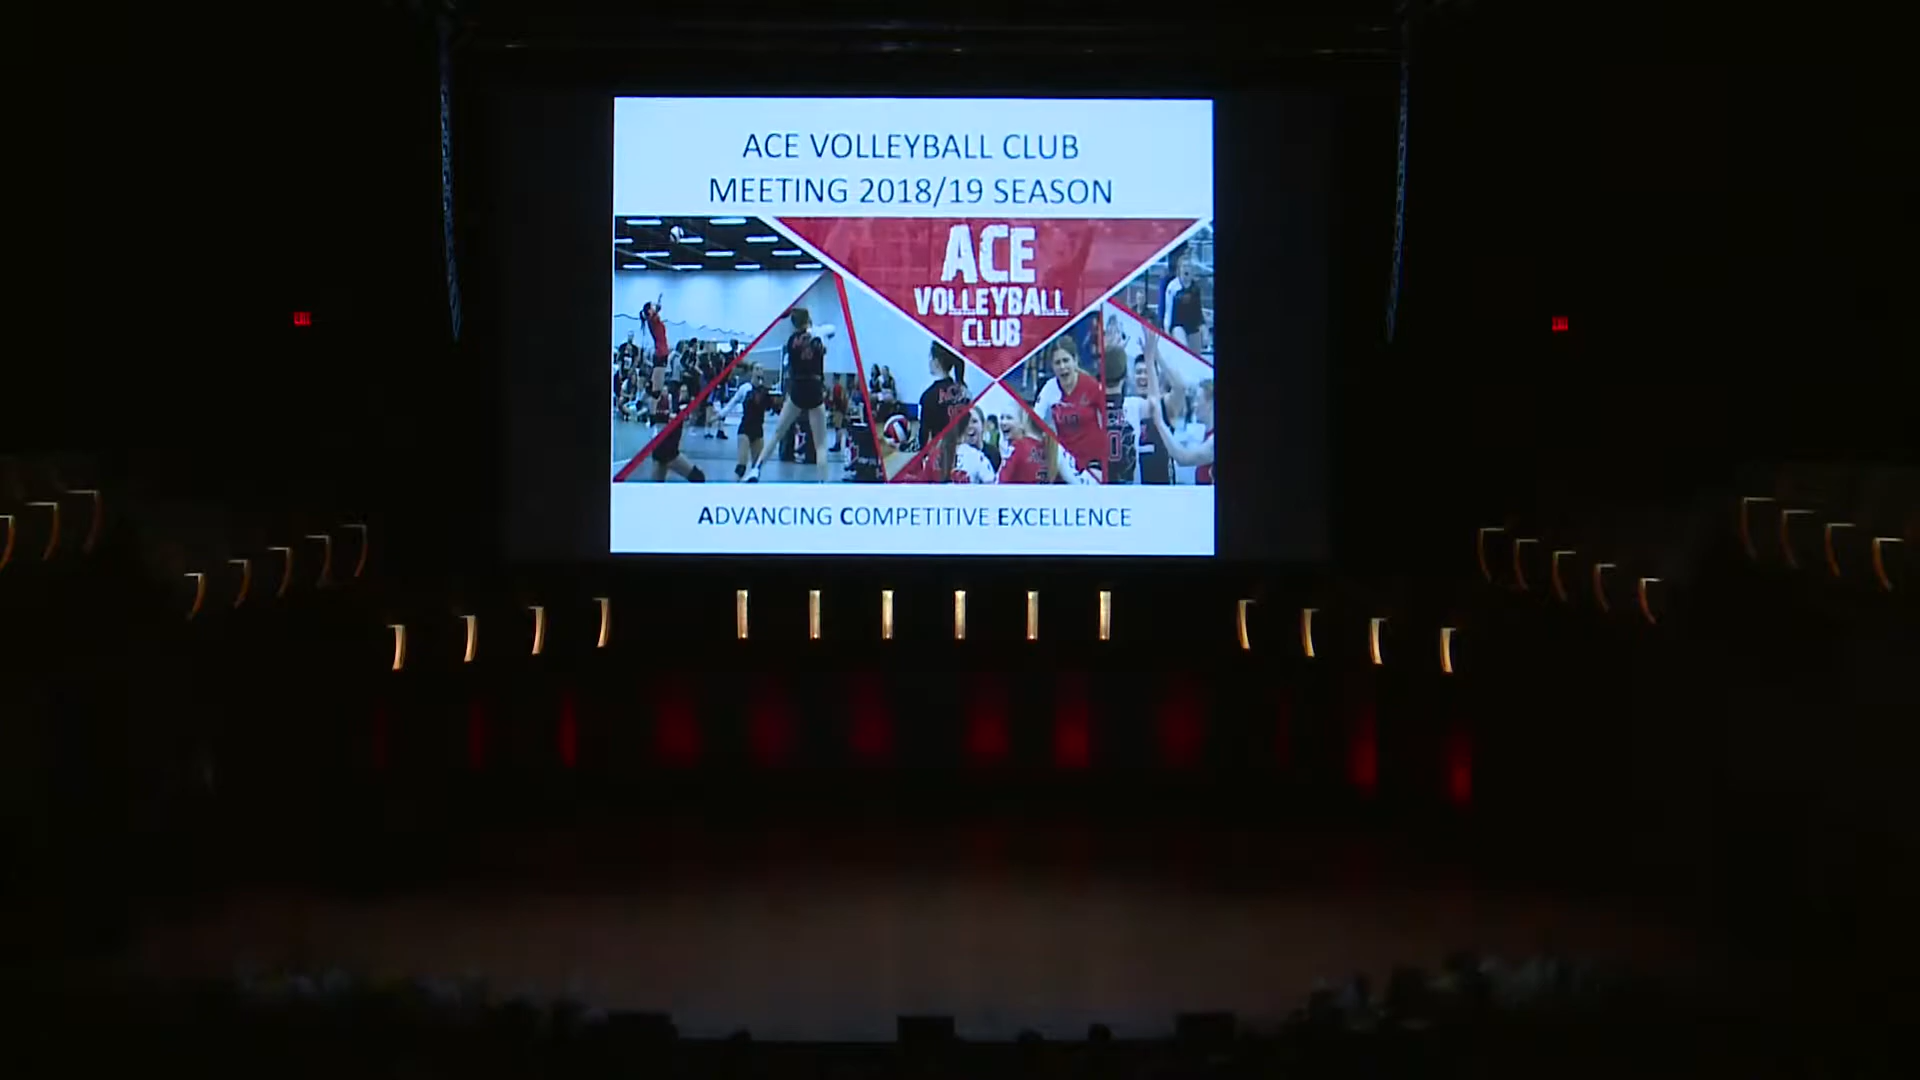 ACE VOLLEYBALL CLUB
MEETING 2018/19 SEASON
ACE
VOLLEYBALL
CLUB
ADVANCING COMPETITIVE EXCELLENCE